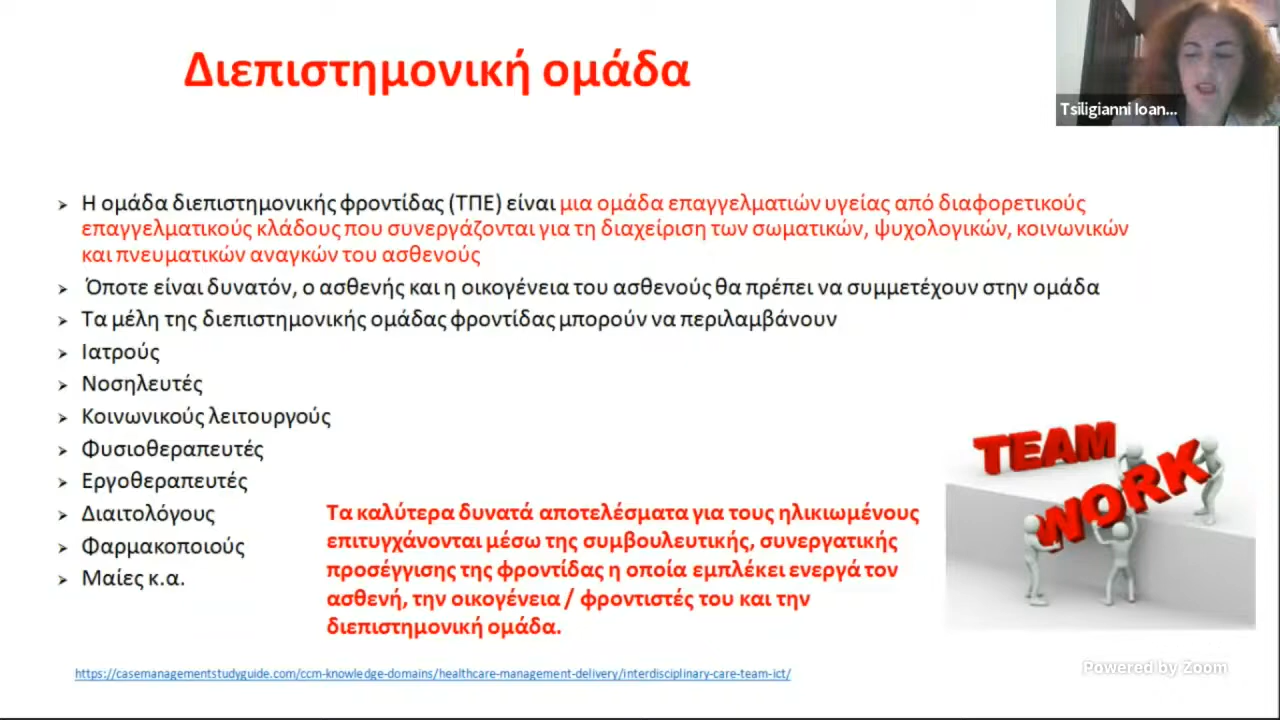 Διεπιστημονική ομάδα
Tsiligianni Ioan...
➢ Η ομάδα διεπιστημονικής φροντίδας (ΤΠΕ) είναι μια ομάδα επαγγελματιών υγείας από διαφορετικούς
επαγγελματικούς κλάδους που συνεργάζονται για τη διαχείριση των σωματικών, ψυχολογικών, κοινωνικών
και πνευματικών αναγκών του ασθενούς
➢ Όποτε είναι δυνατόν, ο ασθενής και η οικογένεια του ασθενούς θα πρέπει να συμμετέχουν στην ομάδα
➢ Τα μέλη της διεπιστημονικής ομάδας φροντίδας μπορούν να περιλαμβάνουν
➢ Ιατρούς
➢ Νοσηλευτές
➢ Κοινωνικούς λειτουργούς
➢ Φυσιοθεραπευτές
➢ Εργοθεραπευτές
➢ Διαιτολόγους
➢ Φαρμακοποιούς
➢ Μαίες κ.α.
Τα καλύτερα δυνατά αποτελέσματα για τους ηλικιωμένους
επιτυγχάνονται μέσω της συμβουλευτικής, συνεργατικής
προσέγγισης της φροντίδας η οποία εμπλέκει ενεργά τον
ασθενή, την οικογένεια / φροντιστές του και την
διεπιστημονική ομάδα.
TEAM
WORK
https://casemanagementstudyguide.com/ccm-knowledge-domains/healthcare-management-delivery/interdisciplinary-care-team-ict/
Powered by Zoom